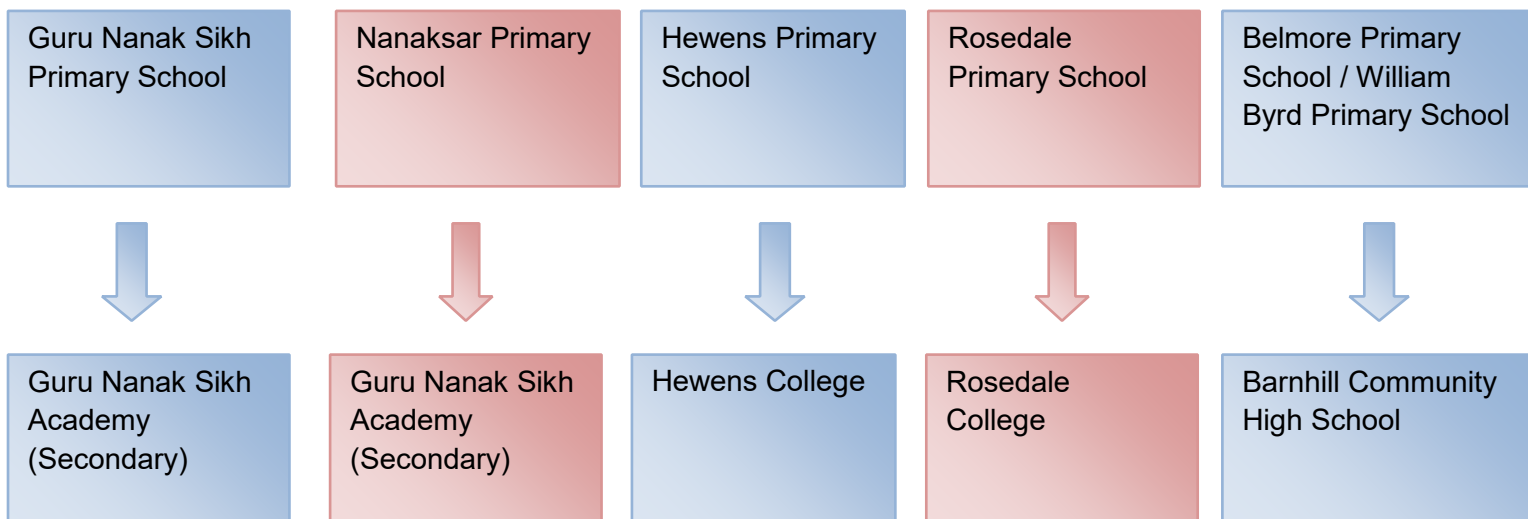 Guru Nanak Sikh
Primary School
Nanaksar Primary
School
Hewens Primary
School
Rosedale
Primary School
Belmore Primary
School / William
Byrd Primary School
Guru Nanak Sikh
Academy
(Secondary)
Guru Nanak Sikh
Academy
(Secondary)
Hewens College
Rosedale
College
Barnhill Community
High School